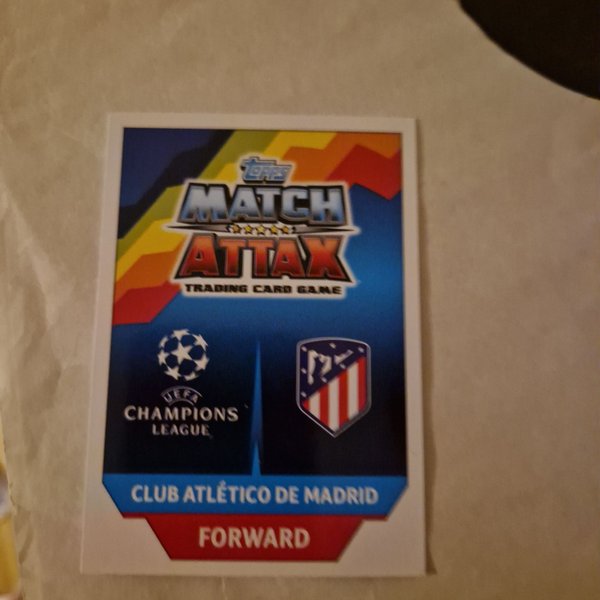 TOPPS
MATCH
ATTAX
TRADING CARD GAME
UEFA
CHAMPIONS
LEAGUE
CLUB ATLÉTICO DE MADRID
FORWARD